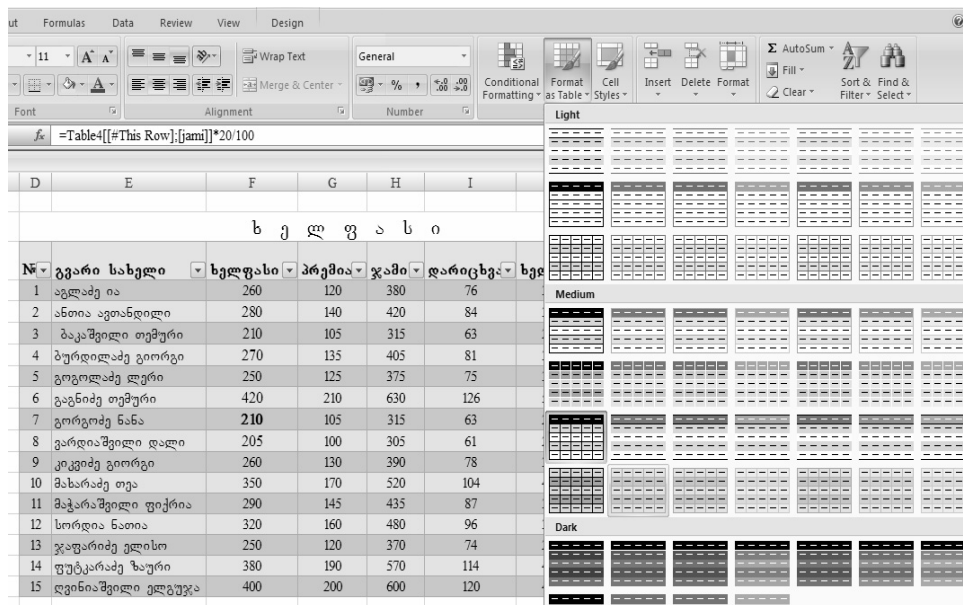 ut Formulas Data Review View Design
11 A A Wrap Text General Σ AutoSum
Fill
Merge & Center % , .0 .00 .00 .0 Conditional Formatting Format as Table Cell Styles Insert Delete Format Clear Sort & Filter Find & Select
Font Alignment Number
fx =Table4[[#This Row];[jami]]*20/100
Light
Medium
Dark
D E F G H I
ხ ე ლ ფ ა ს ი
№ გვარი სახელი ხელფასი პრემია ჯამი დარიცხვა ხელ
1 აგლაძე ია 260 120 380 76
2 ანთია ავთანდილი 280 140 420 84
3 ბაკაშვილი თემური 210 105 315 63
4 ბურდილაძე გიორგი 270 135 405 81
5 გოგოლაძე ლერი 250 125 375 75
6 გაგნიძე თემური 420 210 630 126
7 გორგოძე ნანა 210 105 315 63
8 ვარდიაშვილი დალი 205 100 305 61
9 კიკვიძე გიორგი 260 130 390 78
10 მახარაძე თეა 350 170 520 104
11 მაჭარაშვილი ფიქრია 290 145 435 87
12 სორდია ნათია 320 160 480 96
13 ჯაფარიძე ელისო 250 120 370 74
14 ფუტკარაძე ზაური 380 190 570 114
15 ღვინიაშვილი ელგუჯა 400 200 600 120